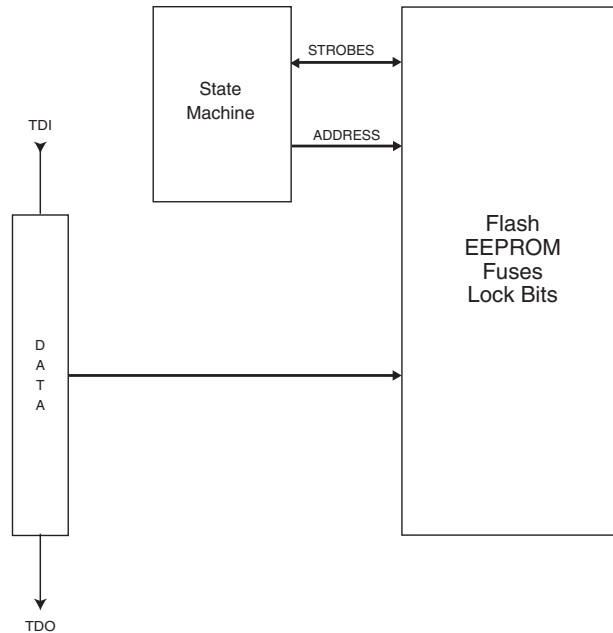 STROBES
State
Machine
ADDRESS
TDI
Flash
EEPROM
Fuses
Lock Bits
D
A
T
A
TDO